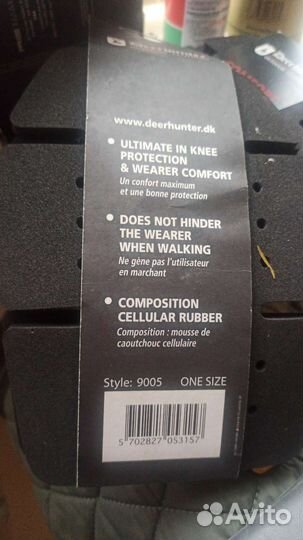 www.deerhunter.dk
• ULTIMATE IN KNEE
PROTECTION
& WEARER COMFORT
Un confort maximum
et une bonne protection
• DOES NOT HINDER
THE WEARER
WHEN WALKING
Ne gène pas l'utilisateur
en marchant
• COMPOSITION
CELLULAR RUBBER
Composition : mousse de
caoutchouc cellulaire
Style: 9005 ONE SIZE
5 702827 053157
Avito